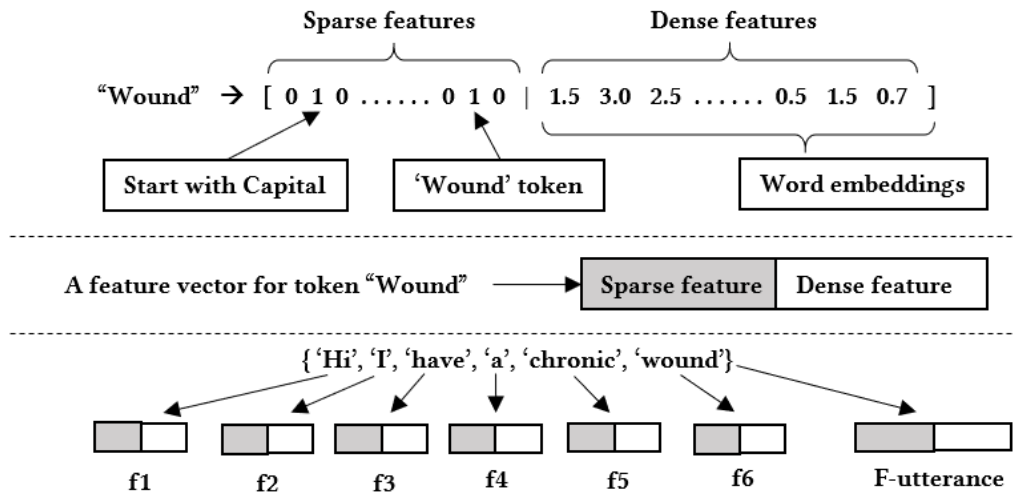 Sparse features Dense features
“Wound” → [ 0 1 0 ...... 0 1 0 | 1.5 3.0 2.5 ...... 0.5 1.5 0.7 ]
Start with Capital ‘Wound’ token Word embeddings
A feature vector for token “Wound” Sparse feature Dense feature
{ ‘Hi’, ‘I’, ‘have’, ‘a’, ‘chronic’, ‘wound’}
f1 f2 f3 f4 f5 f6 F-utterance